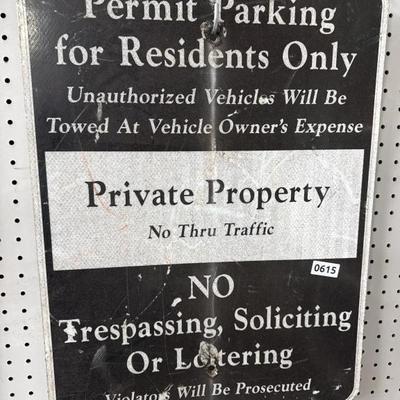 Permit Parking
for Residents Only
Unauthorized Vehicles Will Be
Towed At Vehicle Owner's Expense
Private Property
No Thru Traffic
0615
NO
Trespassing, Soliciting
Or Loitering
Violators Will Be Prosecuted